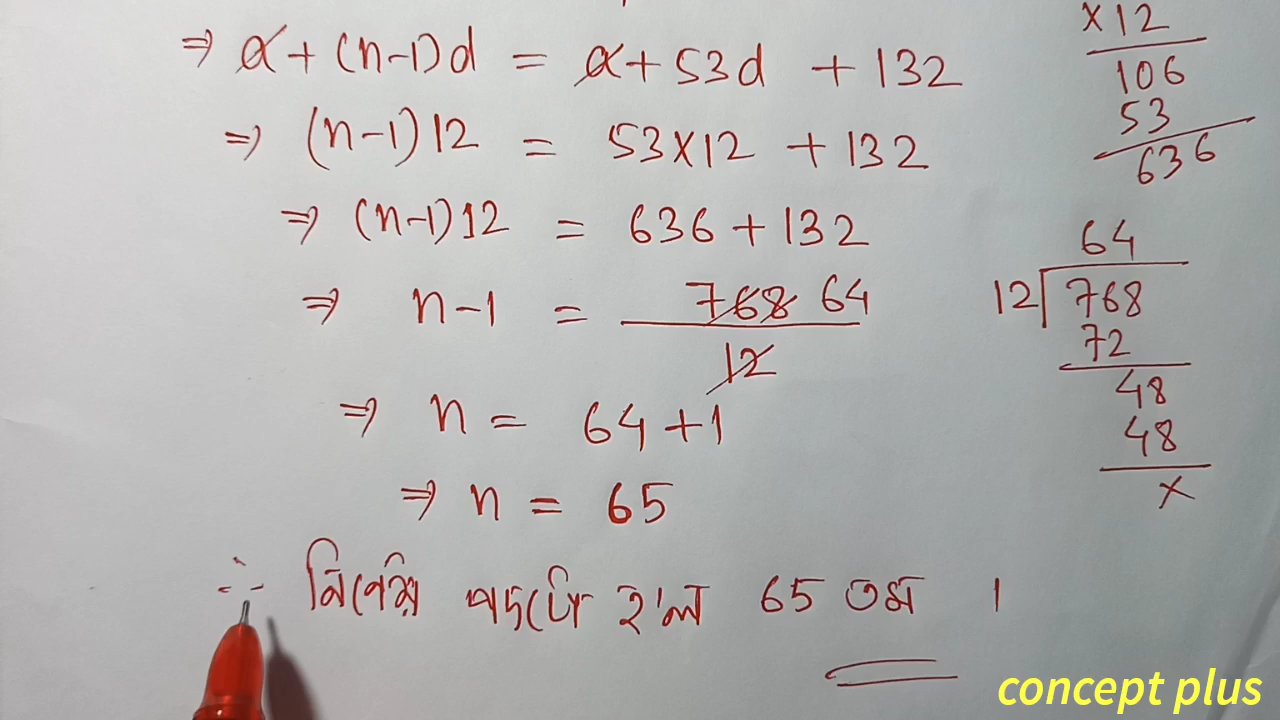 ⇒ a + (n-1)d = a + 53d + 132
⇒ (n-1)12 = 53×12 + 132
⇒ (n-1)12 = 636 + 132
⇒ n-1 = 768 64
12
⇒ n = 64+1
⇒ n = 65
∴ পদটো হ'ল 65 তম ।
×12
106
53
636
64
12 768
72
48
48
×
concept plus